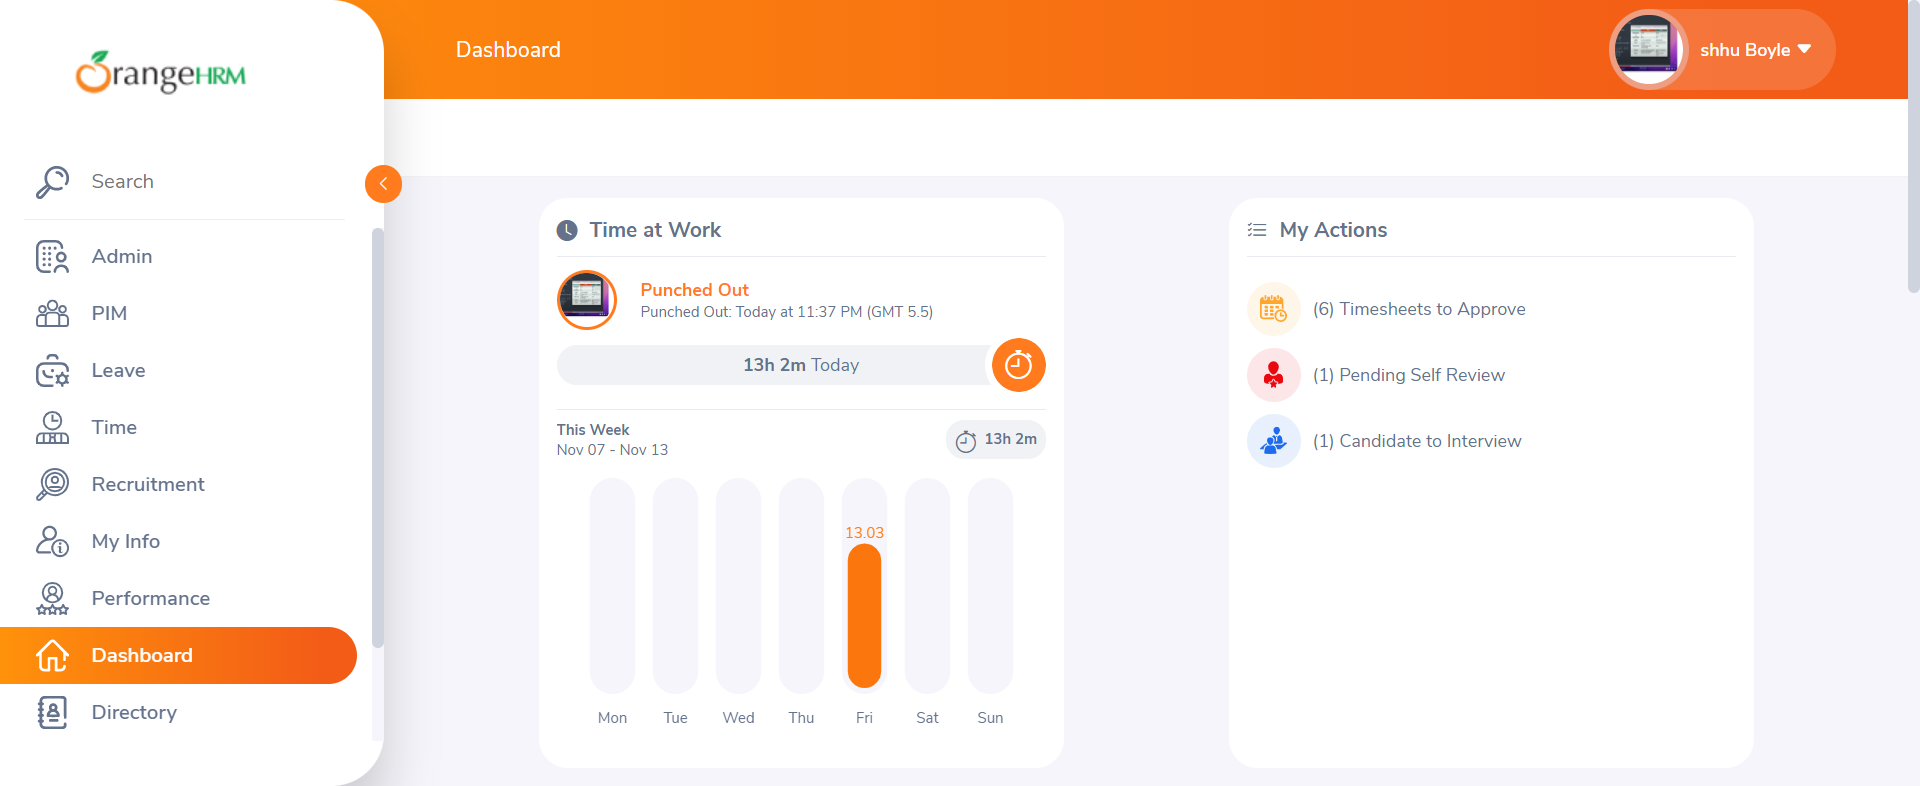 OrangeHRM
Dashboard
shhu Boyle
Search
Admin
PIM
Leave
Time
Recruitment
My Info
Performance
Dashboard
Directory
Time at Work
Punched Out
Punched Out: Today at 11:37 PM (GMT 5.5)
13h 2m Today
This Week
Nov 07 - Nov 13
13h 2m
13.03
Mon Tue Wed Thu Fri Sat Sun
My Actions
(6) Timesheets to Approve
(1) Pending Self Review
(1) Candidate to Interview